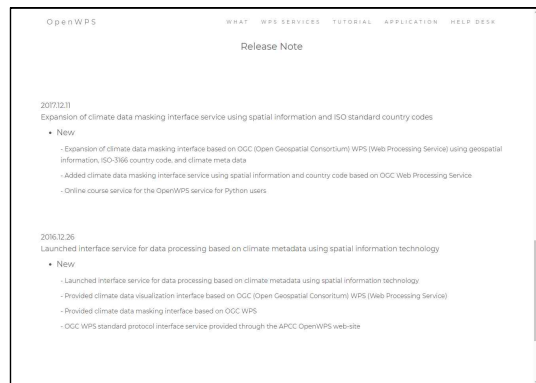 OpenWPS
WHAT WPS SERVICES TUTORIAL APPLICATION HELP DESK
Release Note
2017.12.11
Expansion of climate data masking interface service using spatial information and ISO standard country codes
• New
- Expansion of climate data masking interface based on OGC (Open Geospatial Consortium) WPS (Web Processing Service) using geospatial
information, ISO-3166 country code, and climate meta data
- Added climate data masking interface service using spatial information and country code based on OGC Web Processing Service
- Online course service for the OpenWPS service for Python users
2016.12.26
Launched interface service for data processing based on climate metadata using spatial information technology
• New
- Launched interface service for data processing based on climate metadata using spatial information technology
- Provided climate data visualization interface based on OGC (Open Geospatial Consoritum) WPS (Web Processing Service)
- Provided climate data masking interface based on OGC WPS
- OGC WPS standard protocol interface service provided through the APCC OpenWPS web-site